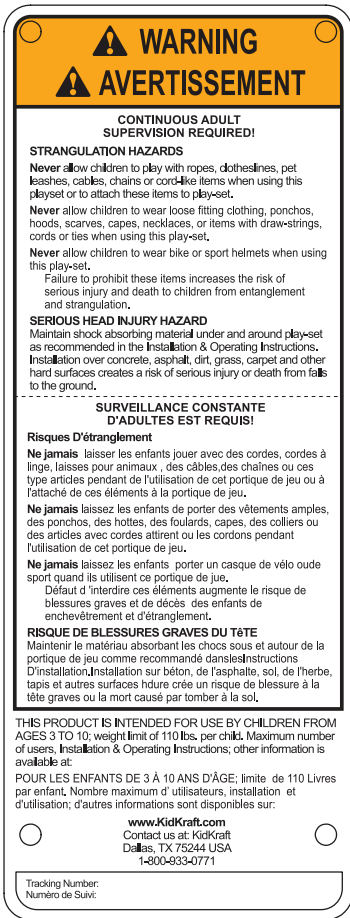 WARNING
AVERTISSEMENT
CONTINUOUS ADULT
SUPERVISION REQUIRED!
STRANGULATION HAZARDS
Never allow children to play with ropes, clotheslines, pet
leashes, cables, chains or cord-like items when using this
playset or to attach these items to play-set.
Never allow children to wear loose fitting clothing, ponchos,
hoods, scarves, capes, necklaces, or items with draw-strings,
cords or ties when using this play-set.
Never allow children to wear bike or sport helmets when using
this play-set.
Failure to prohibit these items increases the risk of
serious injury and death to children from entanglement
and strangulation.
SERIOUS HEAD INJURY HAZARD
Maintain shock absorbing material under and around play-set
as recommended in the Installation & Operating Instructions.
Installation over concrete, asphalt, dirt, grass, carpet and other
hard surfaces creates a risk of serious injury or death from falls
to the ground.
SURVEILLANCE CONSTANTE
D'ADULTES EST REQUIS!
Risques D'étranglement
Ne jamais laisser les enfants jouer avec des cordes, cordes à
linge, laisses pour animaux , des câbles,des chaînes ou ces
type articles pendant de l'utilisation de cet portique de jeu ou à
l'attaché de ces éléments à la portique de jeu.
Ne jamais laissez les enfants de porter des vêtements amples,
des ponchos, des hottes, des foulards, capes, des colliers ou
des articles avec cordes attirent ou les cordons pendant
l'utilisation de cet portique de jeu.
Ne jamais laissez les enfants porter un casque de vélo oude
sport quand ils utilisent ce portique de jue.
Défaut d 'interdire ces éléments augmente le risque de
blessures graves et de décès des enfants de
enchevêtrement et d'étranglement.
RISQUE DE BLESSURES GRAVES DU TêTE
Maintenir le matériau absorbant les chocs sous et autour de la
portique de jeu comme recommandé danslesInstructions
D'installation.Installation sur béton, de l'asphalte, sol, de l'herbe,
tapis et autres surfaces hdure crée un risque de blessure à la
tête graves ou la mort causé par tomber à la sol.
THIS PRODUCT IS INTENDED FOR USE BY CHILDREN FROM
AGES 3 TO 10; weight limit of 110 lbs. per child. Maximum number
of users, Installation & Operating Instructions; other information is
available at:
POUR LES ENFANTS DE 3 À 10 ANS D'ÂGE; limite de 110 Livres
par enfant. Nombre maximum d' utilisateurs, installation et
d'utilisation; d'autres informations sont disponibles sur:
www.KidKraft.com
Contact us at: KidKraft
Dallas, TX 75244 USA
1-800-933-0771
Tracking Number:
Numèro de Suivi: